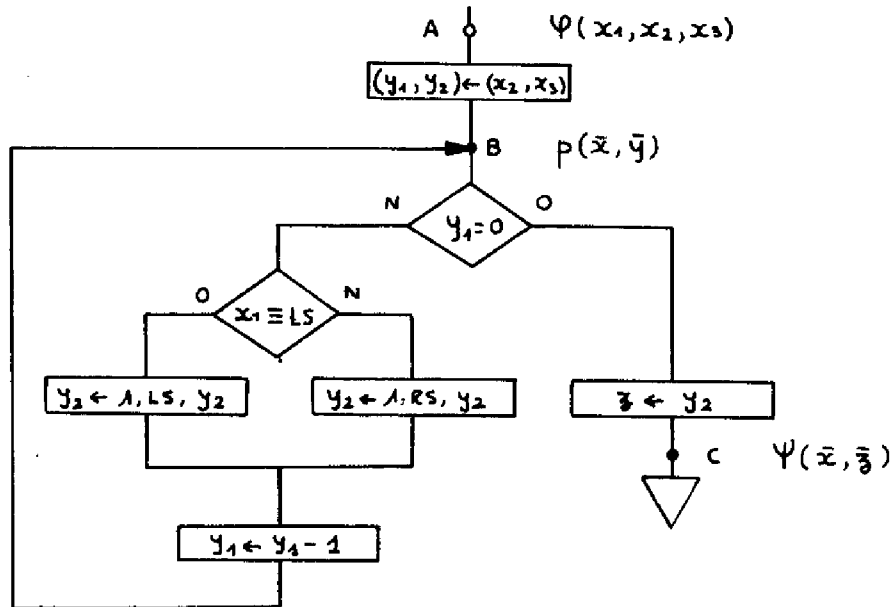 A φ(x₁,x₂,x₃)
(y₁,y₂)←(x₂,x₃)
B p(x̄,ȳ)
N O
y₁=0
O N
x₁≡LS
y₂ ← 1,LS, y₂
y₂ ← 1,RS, y₂
z ← y₂
C Ψ(x̄,z̄)
y₁ ← y₁ - 1